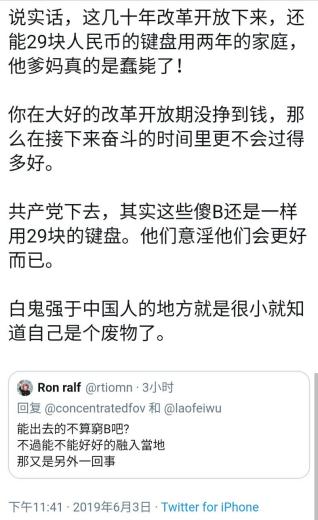 说实话，这几十年改革开放下来，还
能29块人民币的键盘用两年的家庭，
他爹妈真的是蠢毙了！
你在大好的改革开放期没挣到钱，那
么在接下来奋斗的时间里更不会过得
多好。
共产党下去，其实这些傻B还是一样
用29块的键盘。他们意淫他们会更好
而已。
白鬼强于中国人的地方就是很小就知
道自己是个废物了。
Ron ralf @rtiomn · 3小时
回复 @concentratedfov 和 @laofeiwu
能出去的不算窮B吧?
不過能不能好好的融入當地
那又是另外一回事
下午11:41 · 2019年6月3日 · Twitter for iPhone